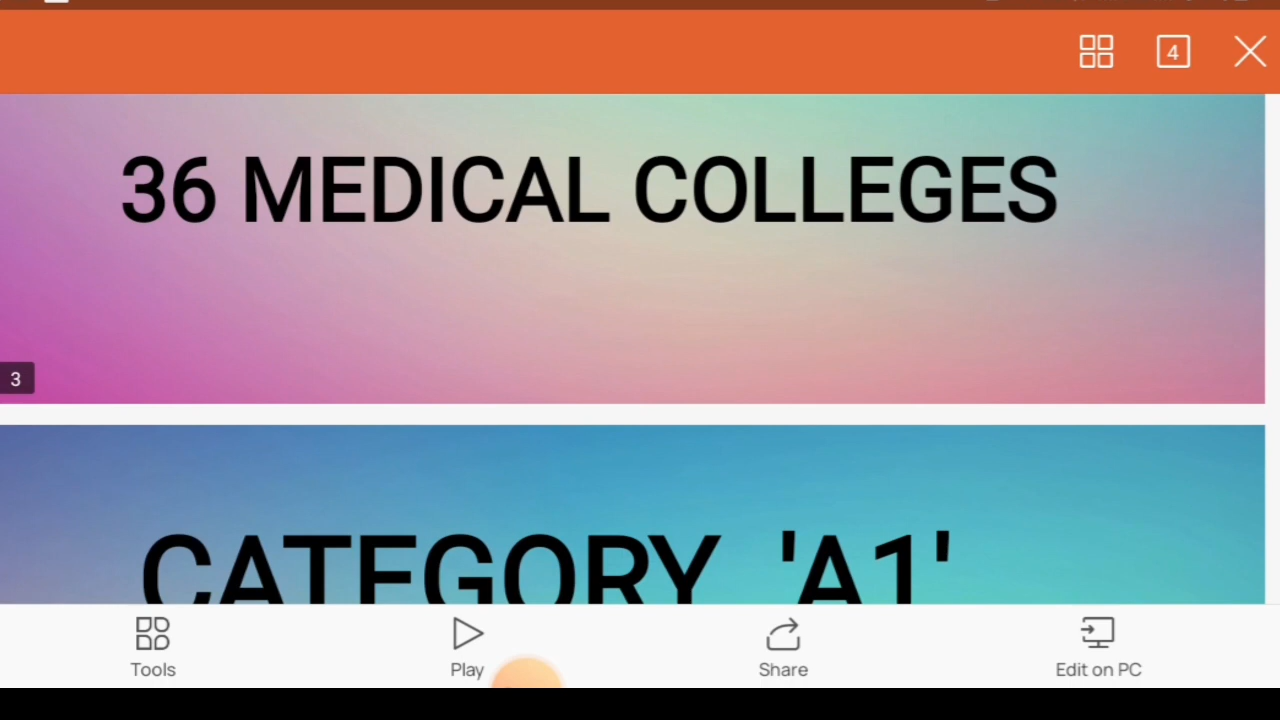 4
36 MEDICAL COLLEGES
3
CATEGORY 'A1'
Tools
Play
Share
Edit on PC